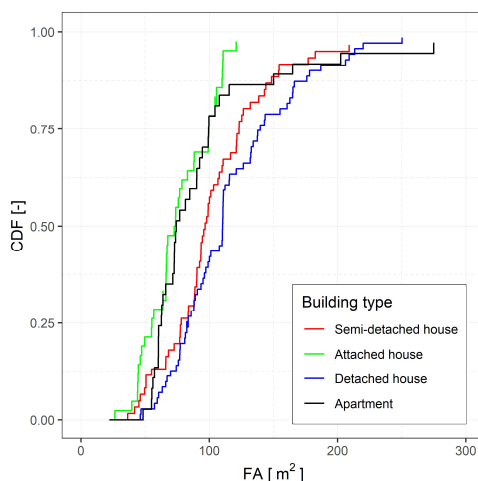 1.00
0.75
0.50
0.25
0.00
CDF [-]
Building type
Semi-detached house
Attached house
Detached house
Apartment
0 100 200 300
FA [ m² ]